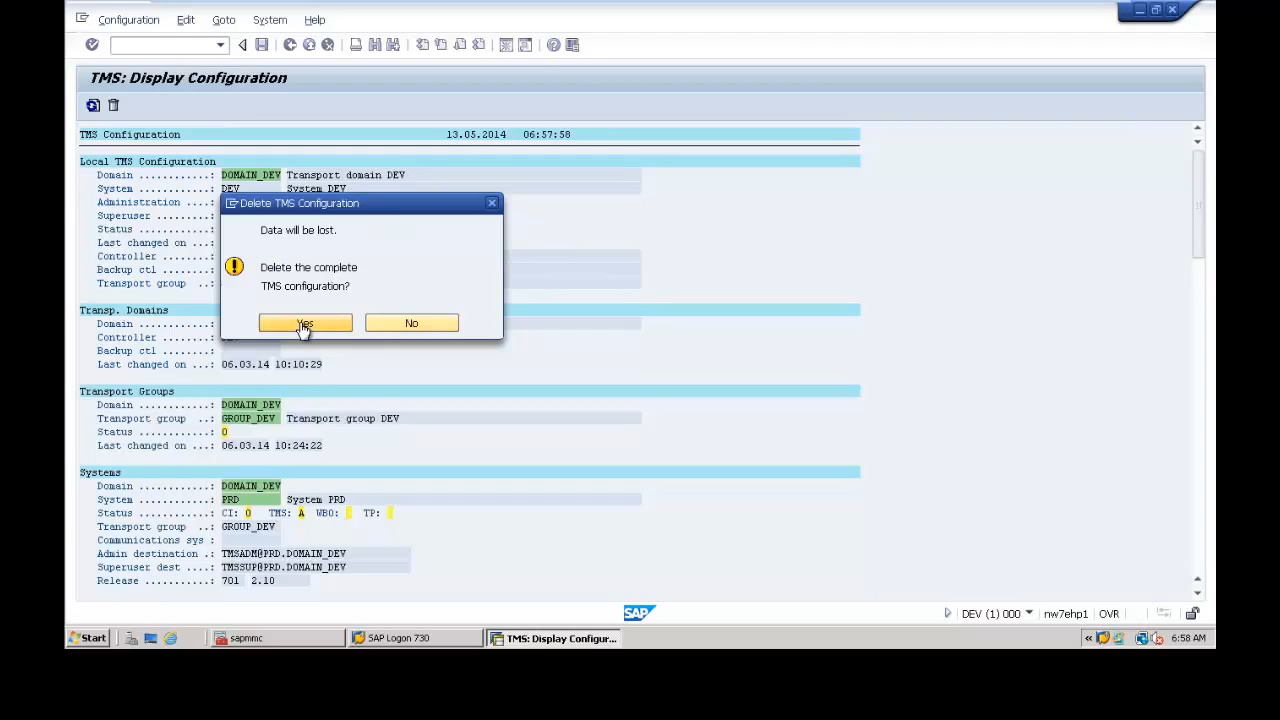 Configuration Edit Goto System Help
TMS: Display Configuration
TMS Configuration 13.05.2014 06:57:58
Local TMS Configuration
Domain ............: DOMAIN_DEV Transport domain DEV
System ............: DEV System DEV
Administration ....:
Superuser .........:
Status ............:
Last changed on ...:
Controller ........:
Backup ctl ........:
Transport group ...:
Delete TMS Configuration
Data will be lost.
Delete the complete
TMS configuration?
Yes No
Transp. Domains
Domain ............:
Controller ........:
Backup ctl ........:
Last changed on ...: 06.03.14 10:10:29
Transport Groups
Domain ............: DOMAIN_DEV
Transport group ..: GROUP_DEV Transport group DEV
Status ............: 0
Last changed on ...: 06.03.14 10:24:22
Systems
Domain ............: DOMAIN_DEV
System ............: PRD System PRD
Status ............: CI: 0 TMS: A WBO: TP:
Transport group ..: GROUP_DEV
Communications sys :
Admin destination .: TMSADM@PRD.DOMAIN_DEV
Superuser dest ....: TMSSUP@PRD.DOMAIN_DEV
Release ...........: 701 2.10
SAP DEV (1) 000 nw7ehp1 OVR
Start sapmmc SAP Logon 730 TMS: Display Configur... « 6:58 AM